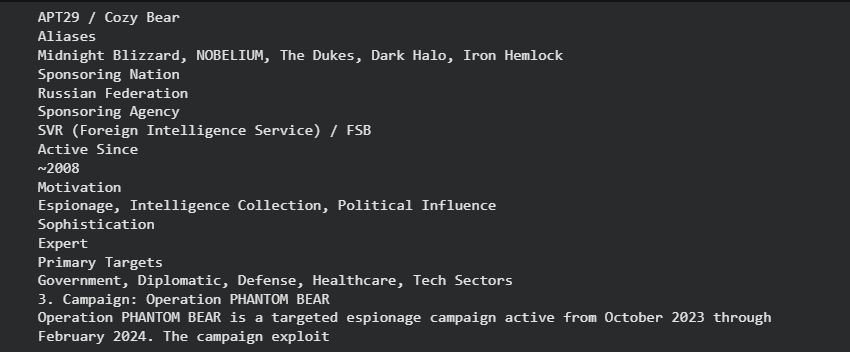 APT29 / Cozy Bear
Aliases
Midnight Blizzard, NOBELIUM, The Dukes, Dark Halo, Iron Hemlock
Sponsoring Nation
Russian Federation
Sponsoring Agency
SVR (Foreign Intelligence Service) / FSB
Active Since
~2008
Motivation
Espionage, Intelligence Collection, Political Influence
Sophistication
Expert
Primary Targets
Government, Diplomatic, Defense, Healthcare, Tech Sectors
3. Campaign: Operation PHANTOM BEAR
Operation PHANTOM BEAR is a targeted espionage campaign active from October 2023 through
February 2024. The campaign exploit